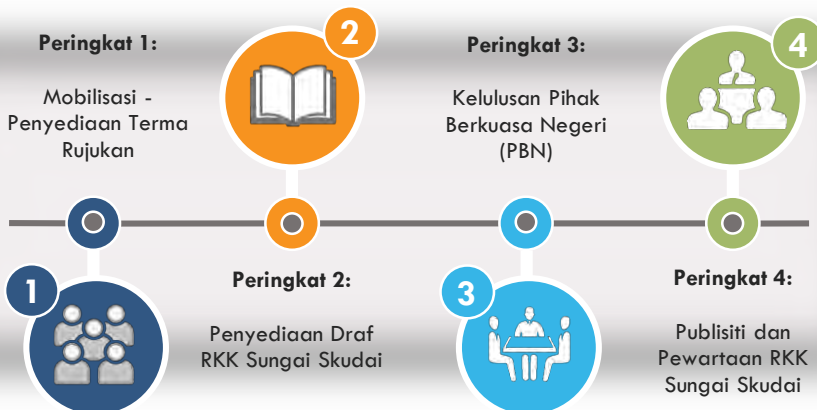 Peringkat 1:
Mobilisasi -
Penyediaan Terma
Rujukan
1
2
Peringkat 2:
Penyediaan Draf
RKK Sungai Skudai
Peringkat 3:
Kelulusan Pihak
Berkuasa Negeri
(PBN)
3
4
Peringkat 4:
Publisiti dan
Pewartaan RKK
Sungai Skudai